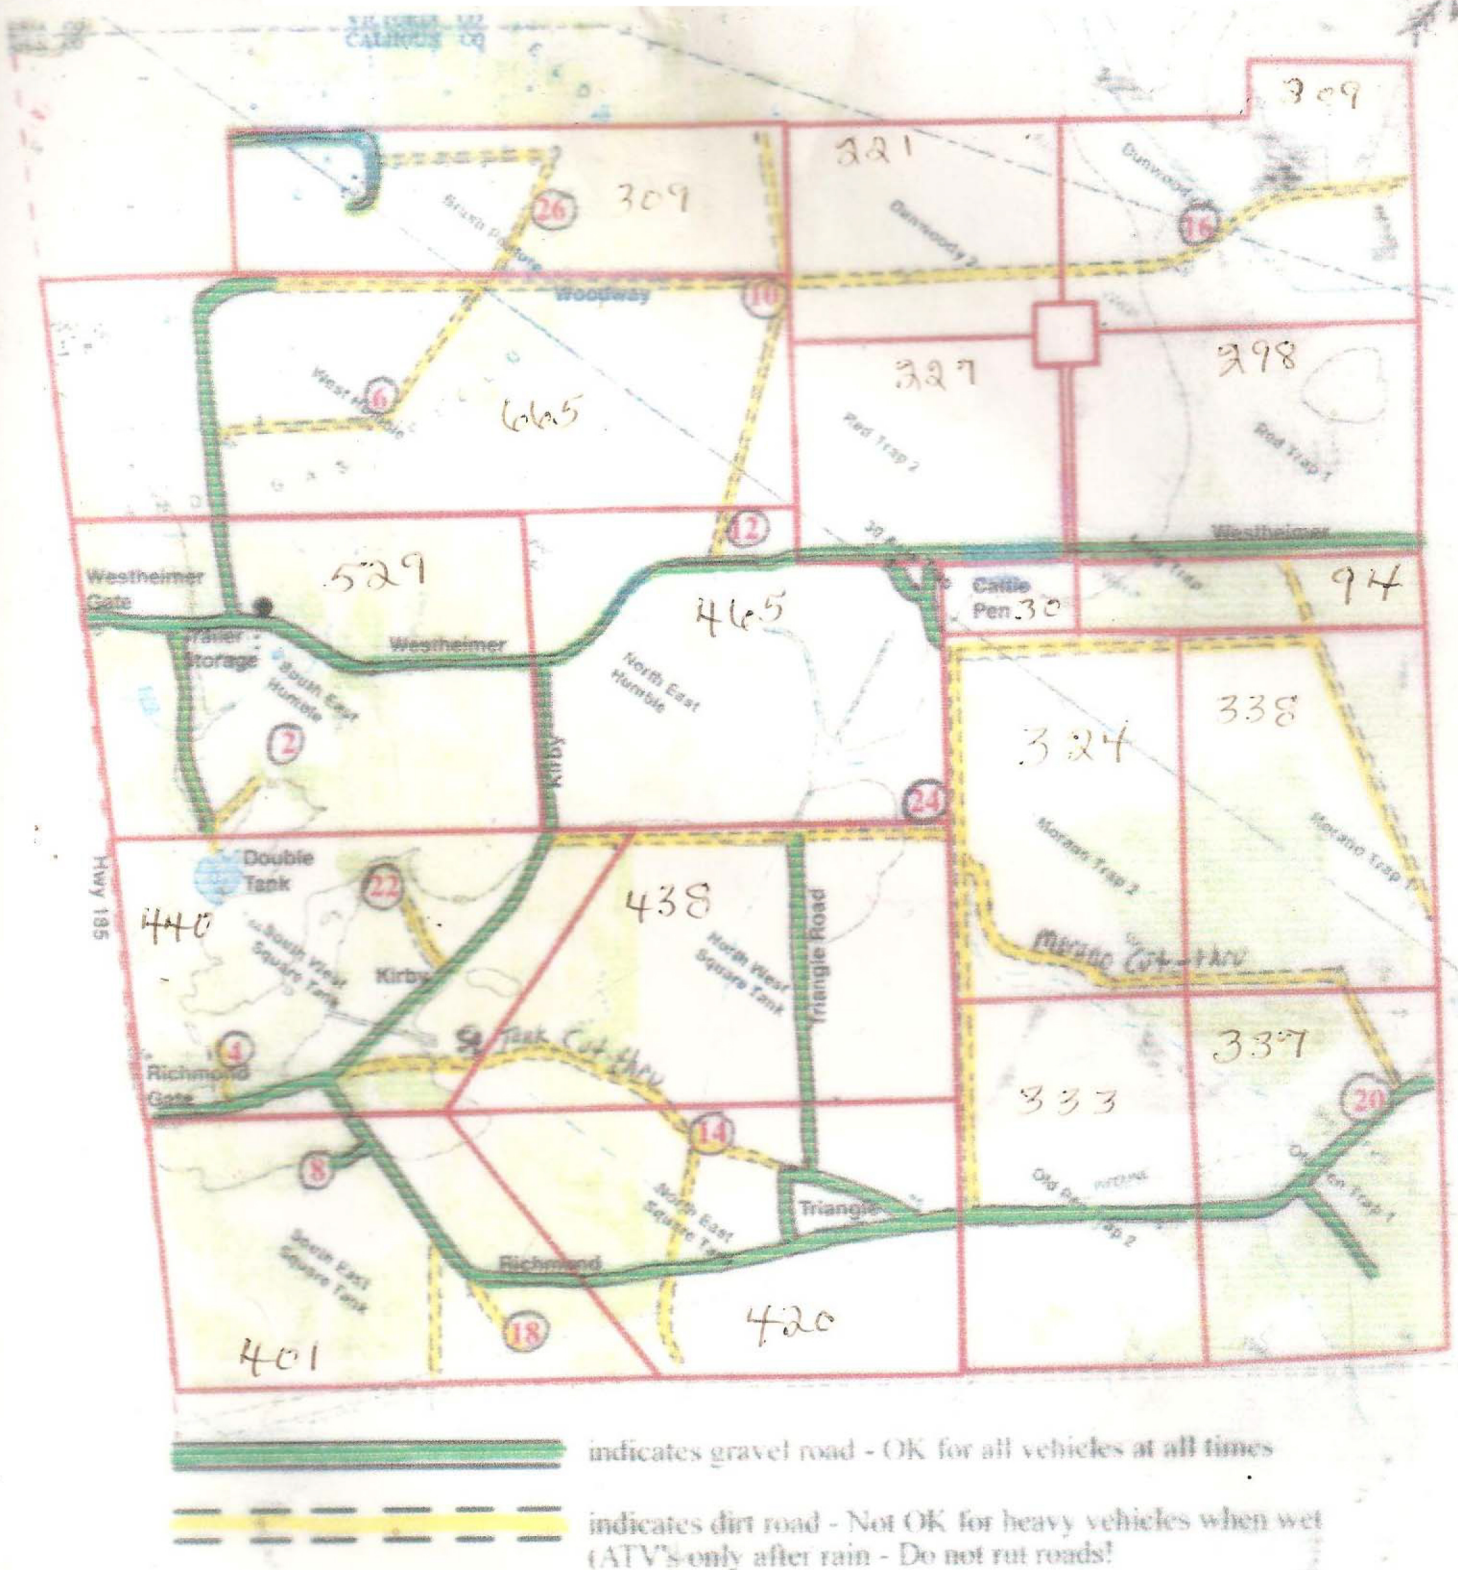 CALHOUN CO
309
221
Dunwoody 2
16
26
309
Woodway
10
West Humble
6
665
227
298
Red Trap 2
Red Trap 1
12
Westheimer
Westheimer
Gate
529
465
Cattle
Pen 30
94
Trailer
Storage
Westheimer
South East
Humble
North East
Humble
2
Kirby
324
338
24
Morano Trap 2
Morano Trap 1
Hwy 185
Double
Tank
22
440
438
South West
Square Tank
Kirby
North West
Square Tank
Triangle Road
Morano Cut-thru
4
Tank Cut thru
Richmond
Gate
337
333
20
14
8
Triangle
North East
Square Tank
South East
Square Tank
Richmond
18
420
401
indicates gravel road - OK for all vehicles at all times
indicates dirt road - Not OK for heavy vehicles when wet
(ATV's only after rain - Do not rut roads!